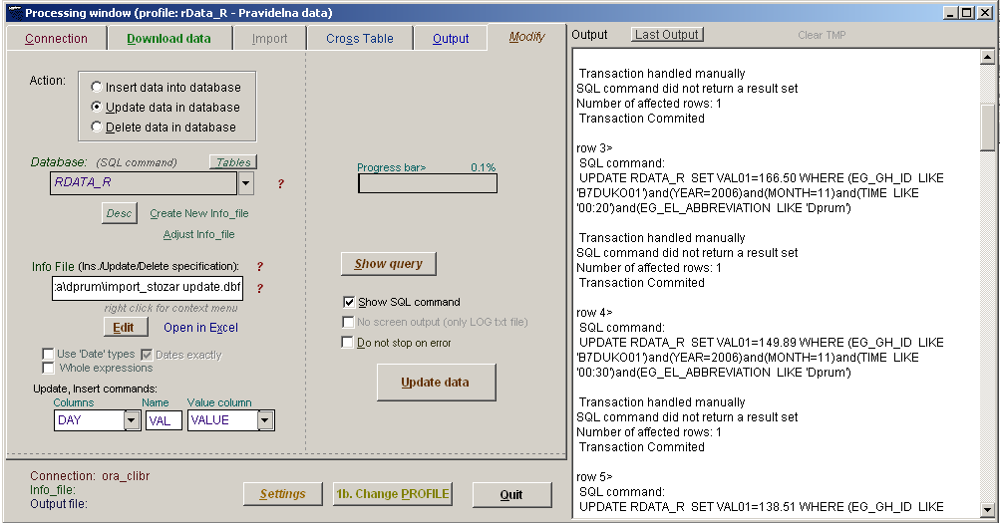 Processing window (profile: rData_R - Pravidelna data)
Connection
Download data
Import
Cross Table
Output
Modify
Action:
Insert data into database
Update data in database
Delete data in database
Database: (SQL command) Tables
RDATA_R
?
Desc Create New Info_file
Adjust Info_file
Info File (Ins./Update/Delete specification): ?
:a\dprum\import_stozar update.dbf ?
right click for context menu
Edit Open in Excel
Use 'Date' types Dates exactly
Whole expressions
Update, Insert commands:
Columns Name Value column
DAY VAL VALUE
Progress bar> 0.1%
Show query
Show SQL command
No screen output (only LOG txt file)
Do not stop on error
Update data
Connection: ora_clibr
Info_file:
Output file:
Settings
1b. Change PROFILE
Quit
Output Last Output Clear TMP
Transaction handled manually
SQL command did not return a result set
Number of affected rows: 1
Transaction Commited
row 3>
SQL command:
UPDATE RDATA_R SET VAL01=166.50 WHERE (EG_GH_ID LIKE
'B7DUKO01')and(YEAR=2006)and(MONTH=11)and(TIME LIKE
'00:20')and(EG_EL_ABBREVIATION LIKE 'Dprum')
Transaction handled manually
SQL command did not return a result set
Number of affected rows: 1
Transaction Commited
row 4>
SQL command:
UPDATE RDATA_R SET VAL01=149.89 WHERE (EG_GH_ID LIKE
'B7DUKO01')and(YEAR=2006)and(MONTH=11)and(TIME LIKE
'00:30')and(EG_EL_ABBREVIATION LIKE 'Dprum')
Transaction handled manually
SQL command did not return a result set
Number of affected rows: 1
Transaction Commited
row 5>
SQL command:
UPDATE RDATA_R SET VAL01=138.51 WHERE (EG_GH_ID LIKE